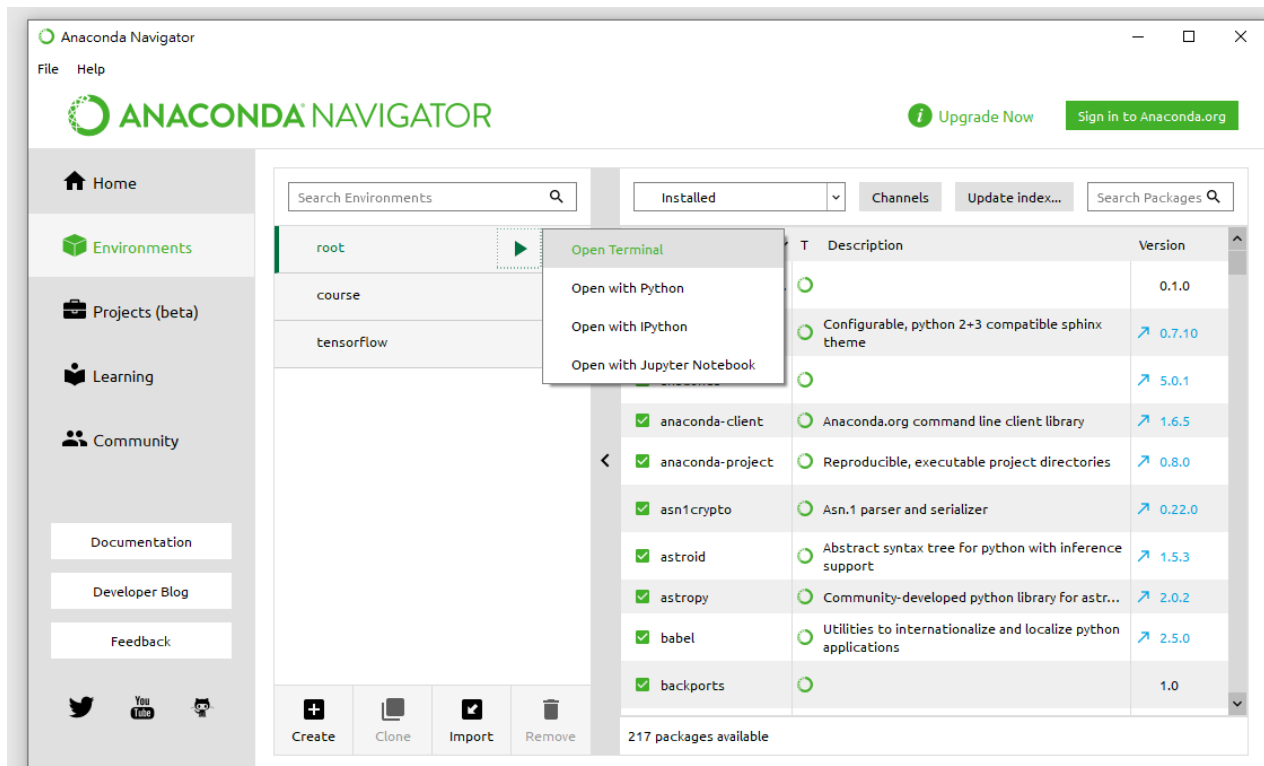 Anaconda Navigator
File Help
ANACONDA NAVIGATOR
i Upgrade Now
Sign in to Anaconda.org
Home
Environments
Projects (beta)
Learning
Community
Documentation
Developer Blog
Feedback
You
Tube
Search Environments
root
course
tensorflow
Open Terminal
Open with Python
Open with IPython
Open with Jupyter Notebook
Create Clone Import Remove
Installed Channels Update index... Search Packages
T Description Version
0.1.0
Configurable, python 2+3 compatible sphinx
theme
0.7.10
5.0.1
anaconda-client Anaconda.org command line client library 1.6.5
anaconda-project Reproducible, executable project directories 0.8.0
asn1crypto Asn.1 parser and serializer 0.22.0
astroid Abstract syntax tree for python with inference
support
1.5.3
astropy Community-developed python library for astr... 2.0.2
babel Utilities to internationalize and localize python
applications
2.5.0
backports 1.0
217 packages available